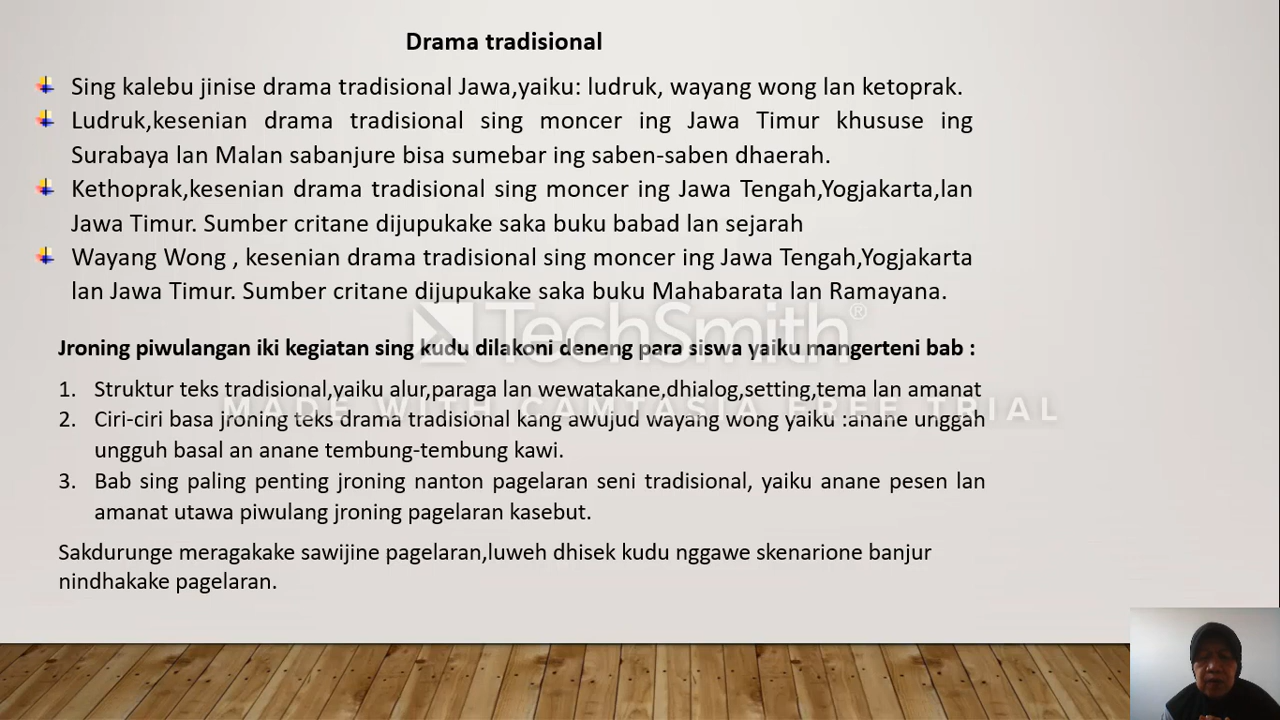 Drama tradisional
Sing kalebu jinise drama tradisional Jawa,yaiku: ludruk, wayang wong lan ketoprak.
Ludruk,kesenian drama tradisional sing moncer ing Jawa Timur khususe ing
Surabaya lan Malan sabanjure bisa sumebar ing saben-saben dhaerah.
Kethoprak,kesenian drama tradisional sing moncer ing Jawa Tengah,Yogjakarta,lan
Jawa Timur. Sumber critane dijupukake saka buku babad lan sejarah
Wayang Wong , kesenian drama tradisional sing moncer ing Jawa Tengah,Yogjakarta
lan Jawa Timur. Sumber critane dijupukake saka buku Mahabarata lan Ramayana.
TechSmith®
Jroning piwulangan iki kegiatan sing kudu dilakoni deneng para siswa yaiku mangerteni bab :
1. Struktur teks tradisional,yaiku alur,paraga lan wewatakane,dhialog,setting,tema lan amanat
MADE WITH CAMTASIA FREE TRIAL
2. Ciri-ciri basa jroning teks drama tradisional kang awujud wayang wong yaiku :anane unggah
ungguh basal an anane tembung-tembung kawi.
3. Bab sing paling penting jroning nanton pagelaran seni tradisional, yaiku anane pesen lan
amanat utawa piwulang jroning pagelaran kasebut.
Sakdurunge meragakake sawijine pagelaran,luweh dhisek kudu nggawe skenarione banjur
nindhakake pagelaran.